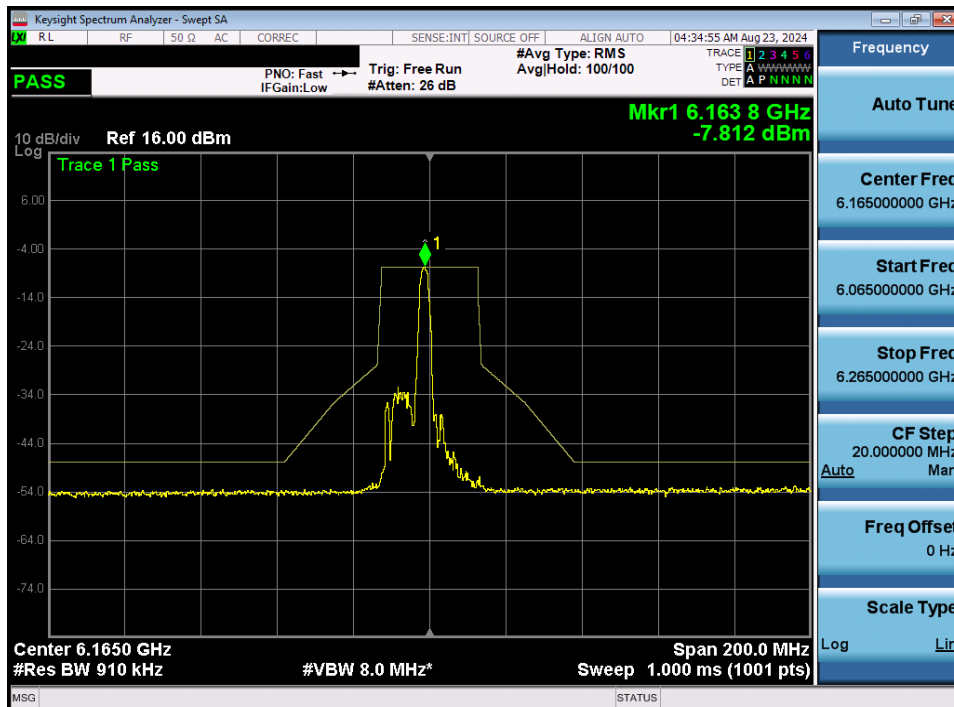 Keysight Spectrum Analyzer - Swept SA
LXI RL RF 50 Ω AC CORREC SENSE:INT SOURCE OFF ALIGN AUTO 04:34:55 AM Aug 23, 2024
PASS
PNO: Fast
IFGain:Low
Trig: Free Run
#Atten: 26 dB
#Avg Type: RMS
Avg|Hold: 100/100
TRACE 1 2 3 4 5 6
TYPE A WWWWW
DET A P N N N N
Mkr1 6.163 8 GHz
-7.812 dBm
10 dB/div Ref 16.00 dBm
Log
Trace 1 Pass
1
6.00
-4.00
-14.0
-24.0
-34.0
-44.0
-54.0
-64.0
-74.0
Center 6.1650 GHz Span 200.0 MHz
#Res BW 910 kHz #VBW 8.0 MHz* Sweep 1.000 ms (1001 pts)
MSG STATUS
Frequency
Auto Tune
Center Freq
6.165000000 GHz
Start Freq
6.065000000 GHz
Stop Freq
6.265000000 GHz
CF Step
20.000000 MHz
Auto Man
Freq Offset
0 Hz
Scale Type
Log Lin